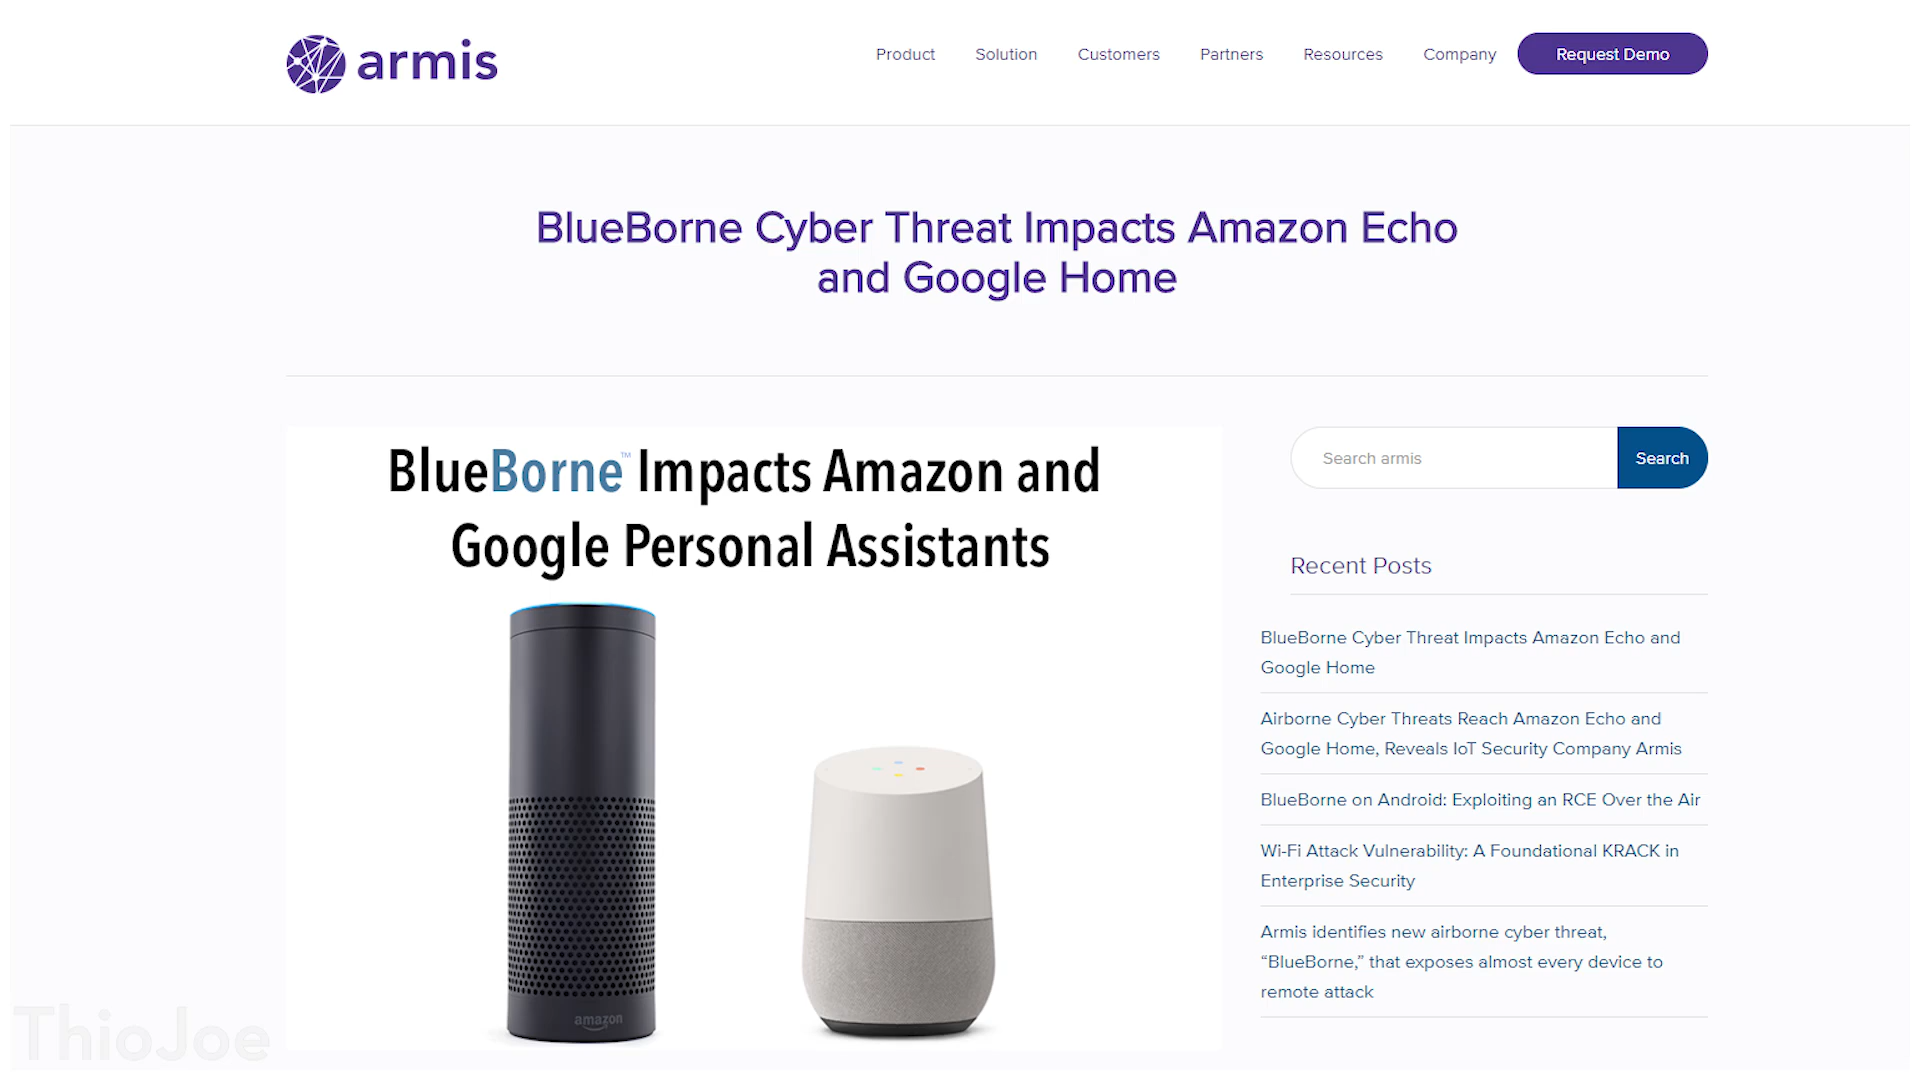 armis
Product
Solution
Customers
Partners
Resources
Company
Request Demo
BlueBorne Cyber Threat Impacts Amazon Echo
and Google Home
BlueBorne™ Impacts Amazon and
Google Personal Assistants
amazon
Search armis
Search
Recent Posts
BlueBorne Cyber Threat Impacts Amazon Echo and
Google Home
Airborne Cyber Threats Reach Amazon Echo and
Google Home, Reveals IoT Security Company Armis
BlueBorne on Android: Exploiting an RCE Over the Air
Wi-Fi Attack Vulnerability: A Foundational KRACK in
Enterprise Security
Armis identifies new airborne cyber threat,
“BlueBorne,” that exposes almost every device to
remote attack
ThioJoe